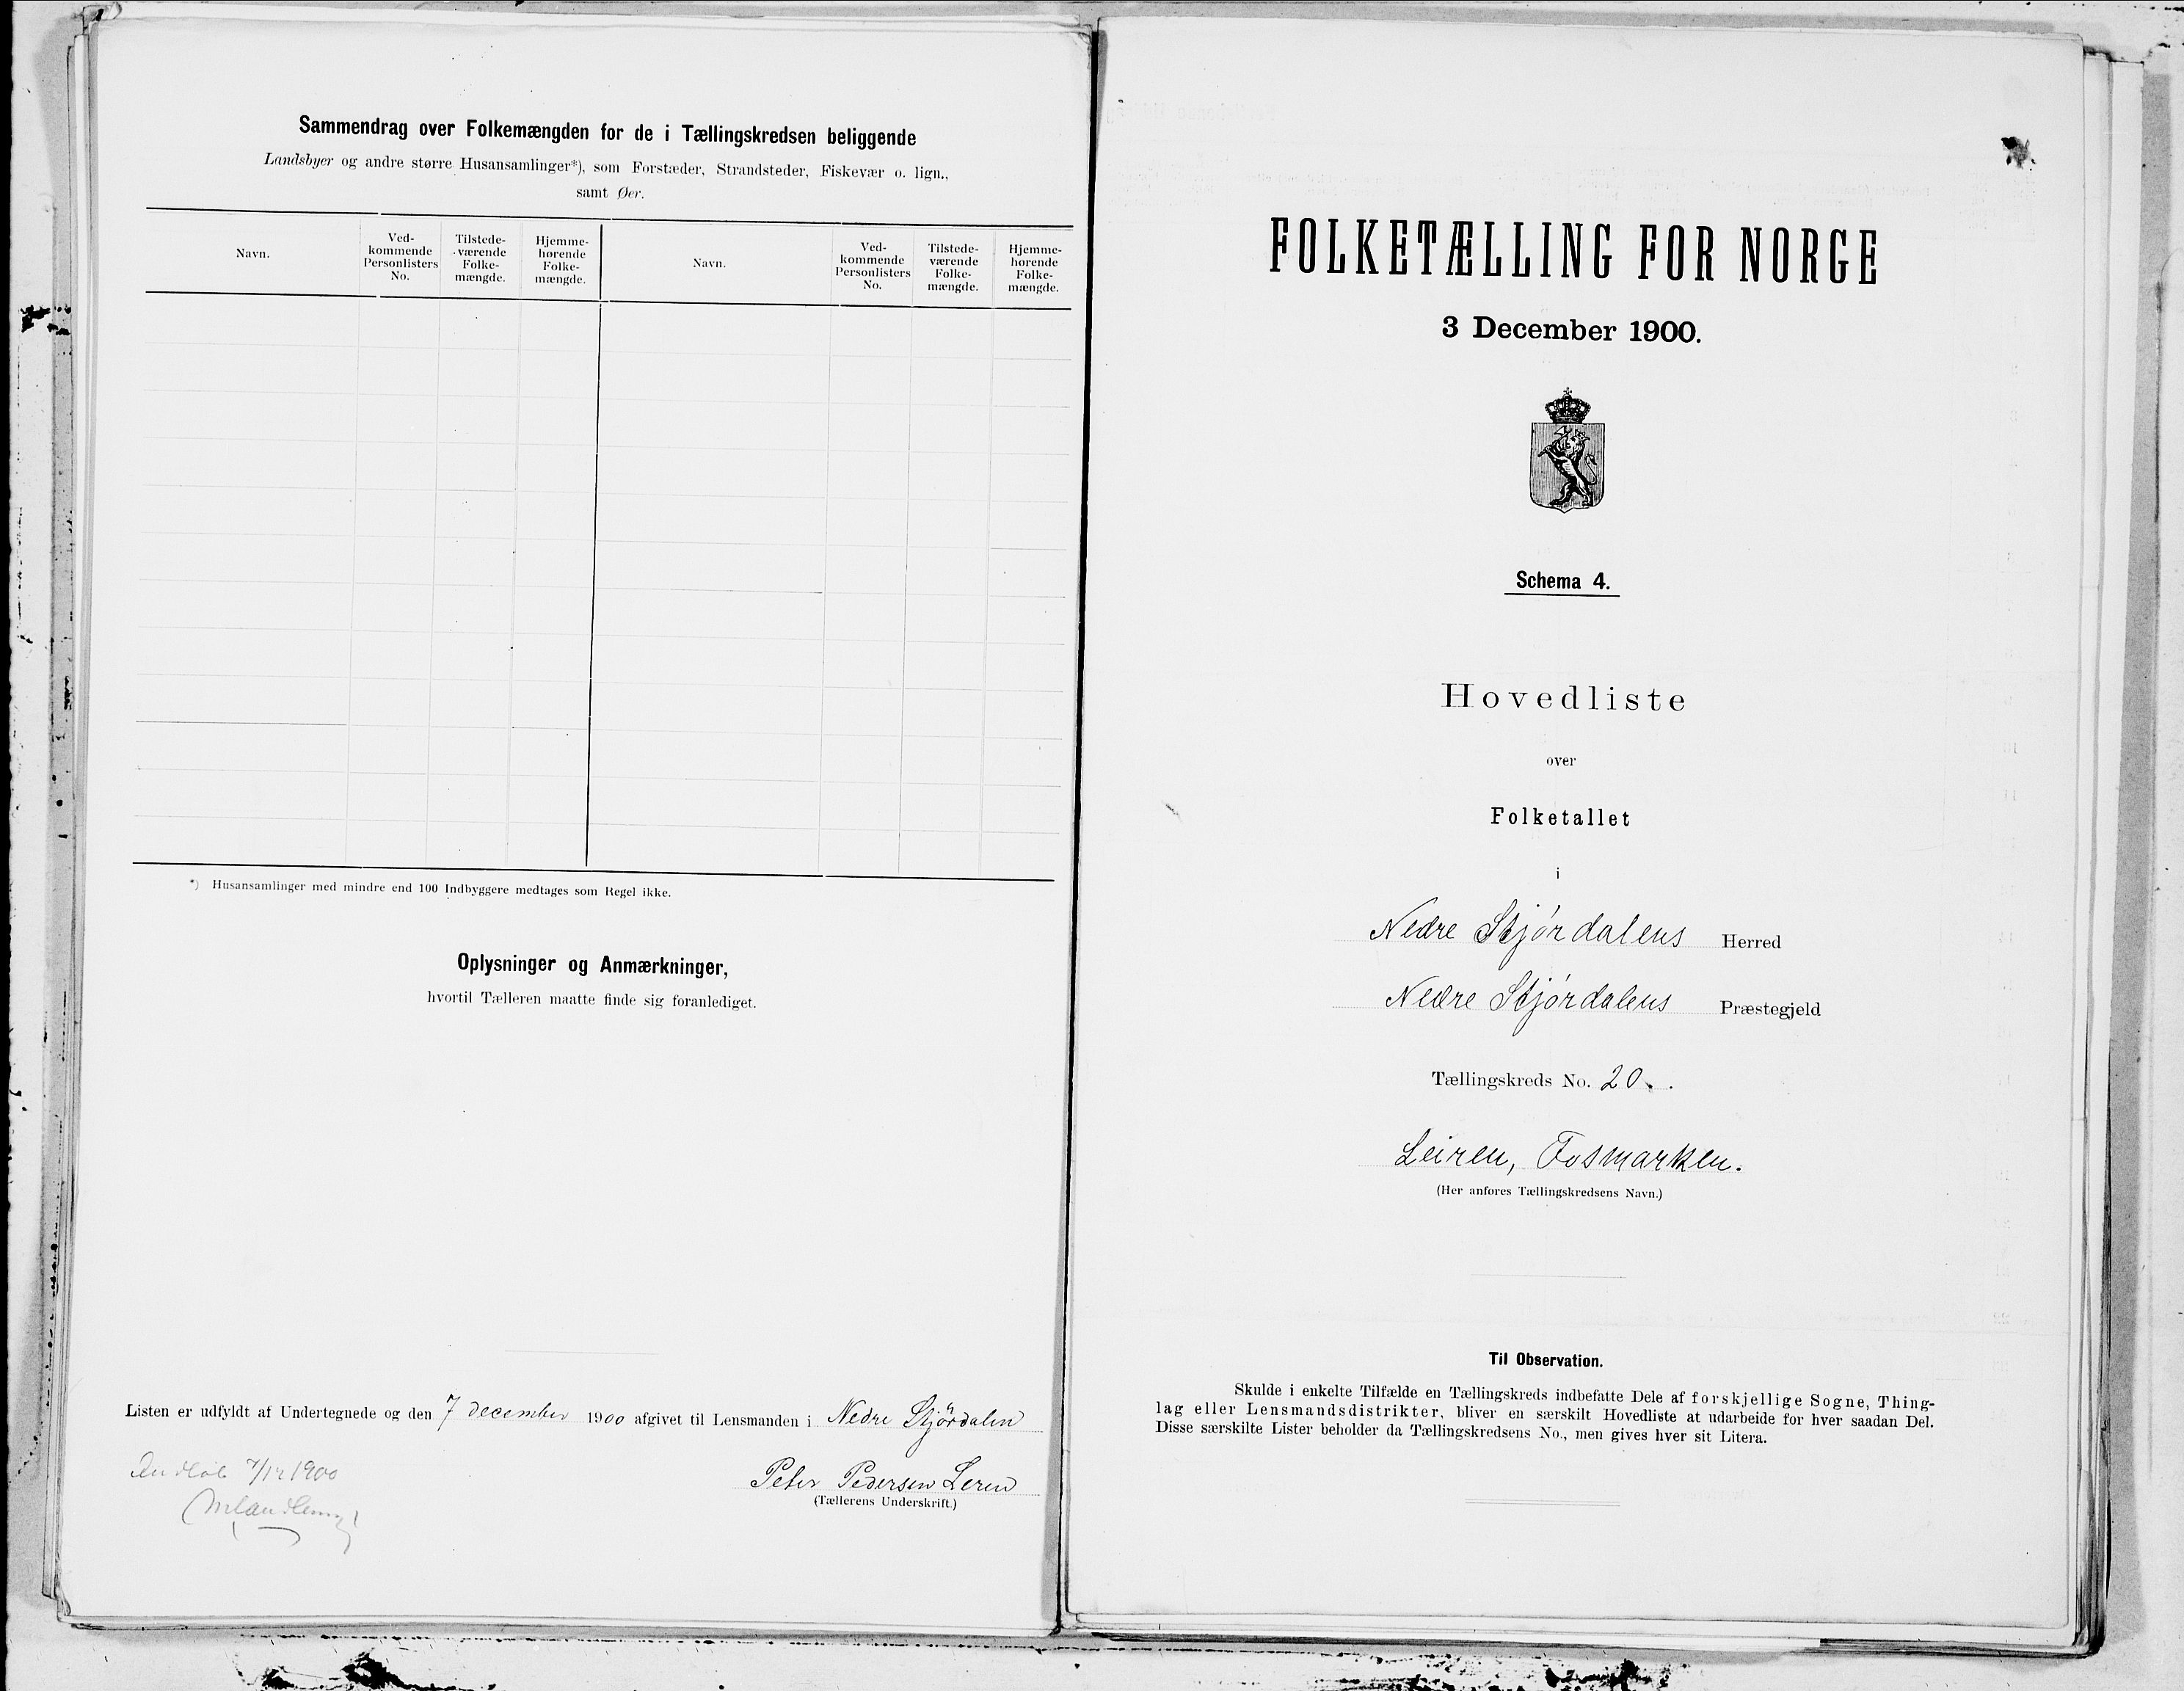 Sammendrag over Folkemængden for de i Tællingskredsen beliggende
Landsbyer og andre større Husansamlinger*), som Forstæder, Strandsteder, Fiskevær o. lign.,
samt Øer.
Navn.
Ved-
kommende
Personlisters
No.
Tilstede-
værende
Folke-
mængde.
Hjemme-
hørende
Folke-
mængde.
Navn.
Ved-
kommende
Personlisters
No.
Tilstede-
værende
Folke-
mængde.
Hjemme-
hørende
Folke-
mængde.
*) Husansamlinger med mindre end 100 Indbyggere medtages som Regel ikke.
Oplysninger og Anmærkninger,
hvortil Tælleren maatte finde sig foranlediget.
Listen er udfyldt af Undertegnede og den 7 december 1900 afgivet til Lensmanden i Nedre Stjördalen
Peter Pedersen Leren
(Tællerens Underskrift.)
7/12 1900
FOLKETÆLLING FOR NORGE
3 December 1900.
Schema 4.
Hovedliste
over
Folketallet
i
Nedre Stjórdalens Herred
Nedre Stjórdalens Præstegjeld
Tællingskreds No. 20.
Leiren, Fosmarken.
(Her anføres Tællingskredsens Navn.)
Til Observation.
Skulde i enkelte Tilfælde en Tællingskreds indbefatte Dele af forskjellige Sogne, Thing-
lag eller Lensmandsdistrikter, bliver en særskilt Hovedliste at udarbeide for hver saadan Del.
Disse særskilte Lister beholder da Tællingskredsens No., men gives hver sit Litera.